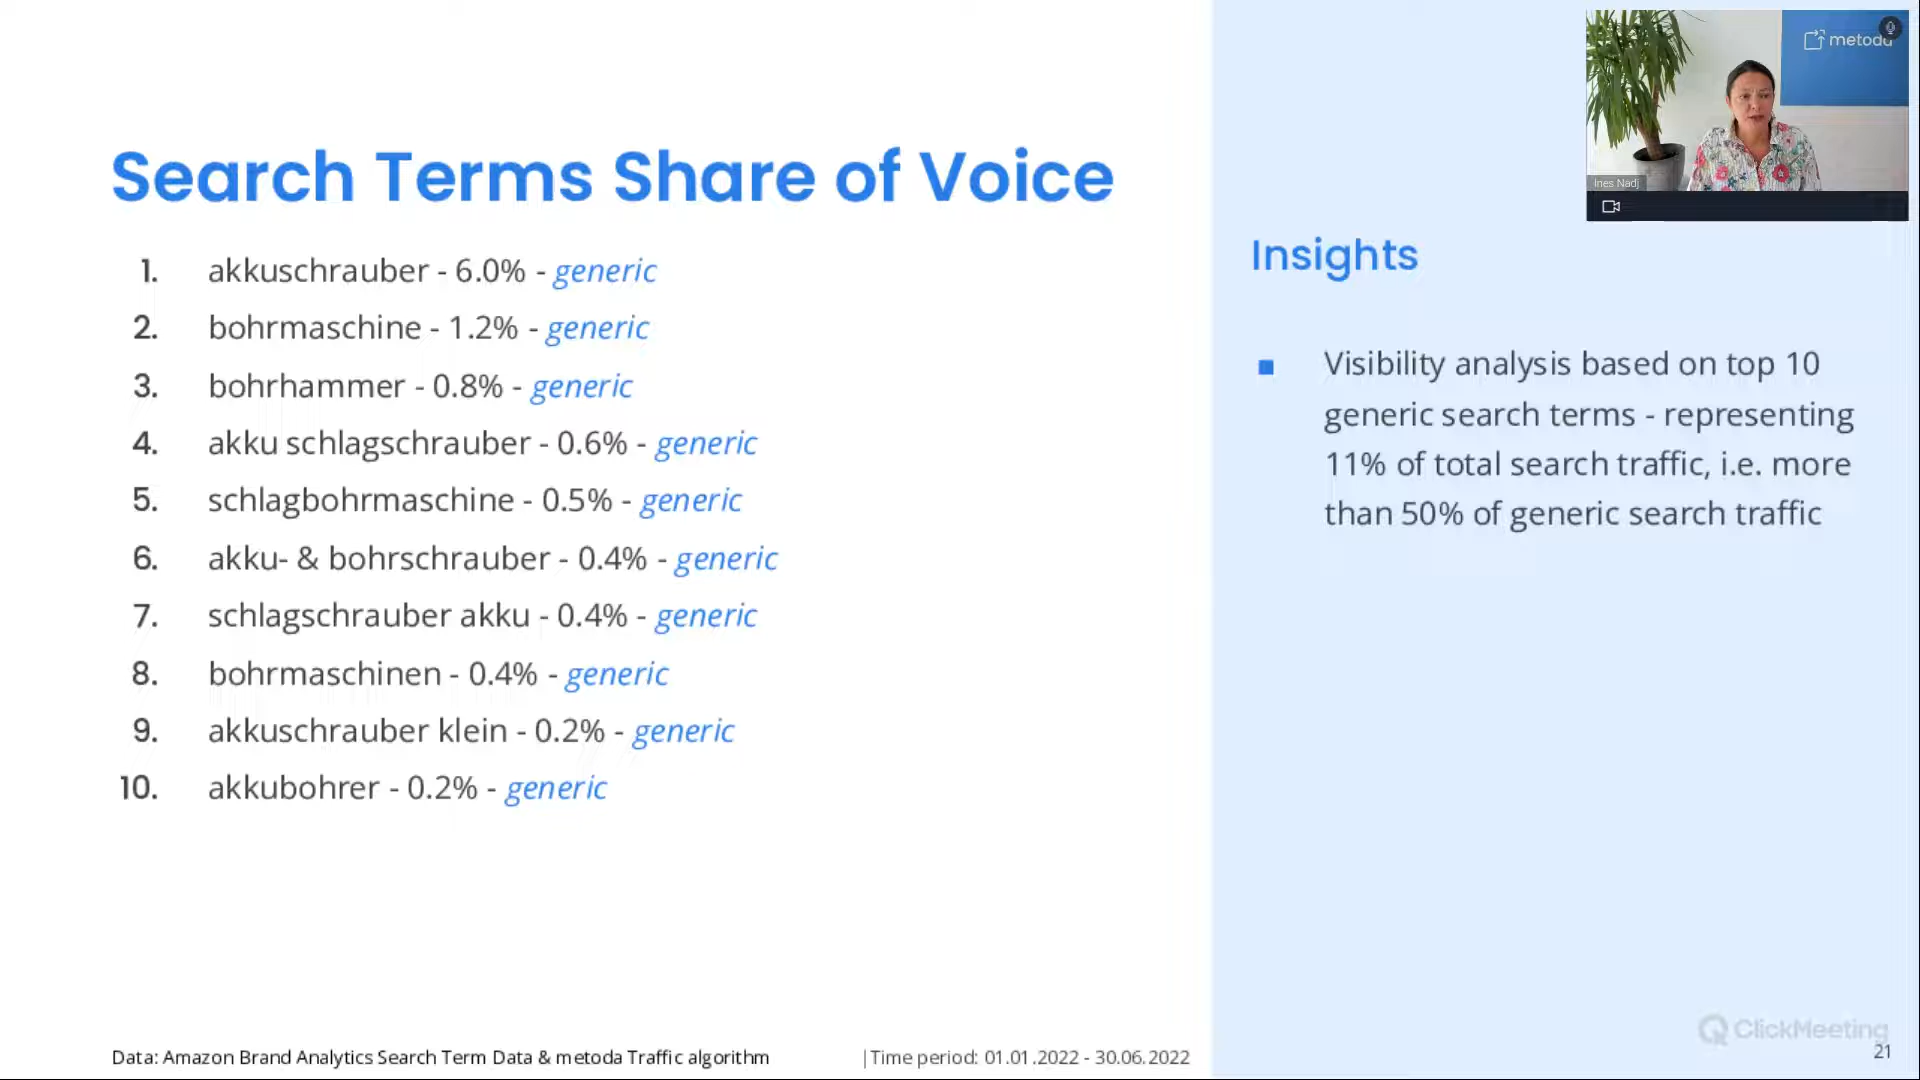 metoda
Ines Nadj
Search Terms Share of Voice
1. akkuschrauber - 6.0% - generic
2. bohrmaschine - 1.2% - generic
3. bohrhammer - 0.8% - generic
4. akku schlagschrauber - 0.6% - generic
5. schlagbohrmaschine - 0.5% - generic
6. akku- & bohrschrauber - 0.4% - generic
7. schlagschrauber akku - 0.4% - generic
8. bohrmaschinen - 0.4% - generic
9. akkuschrauber klein - 0.2% - generic
10. akkubohrer - 0.2% - generic
Insights
■ Visibility analysis based on top 10
generic search terms - representing
11% of total search traffic, i.e. more
than 50% of generic search traffic
Data: Amazon Brand Analytics Search Term Data & metoda Traffic algorithm
|Time period: 01.01.2022 - 30.06.2022
ClickMeeting
21